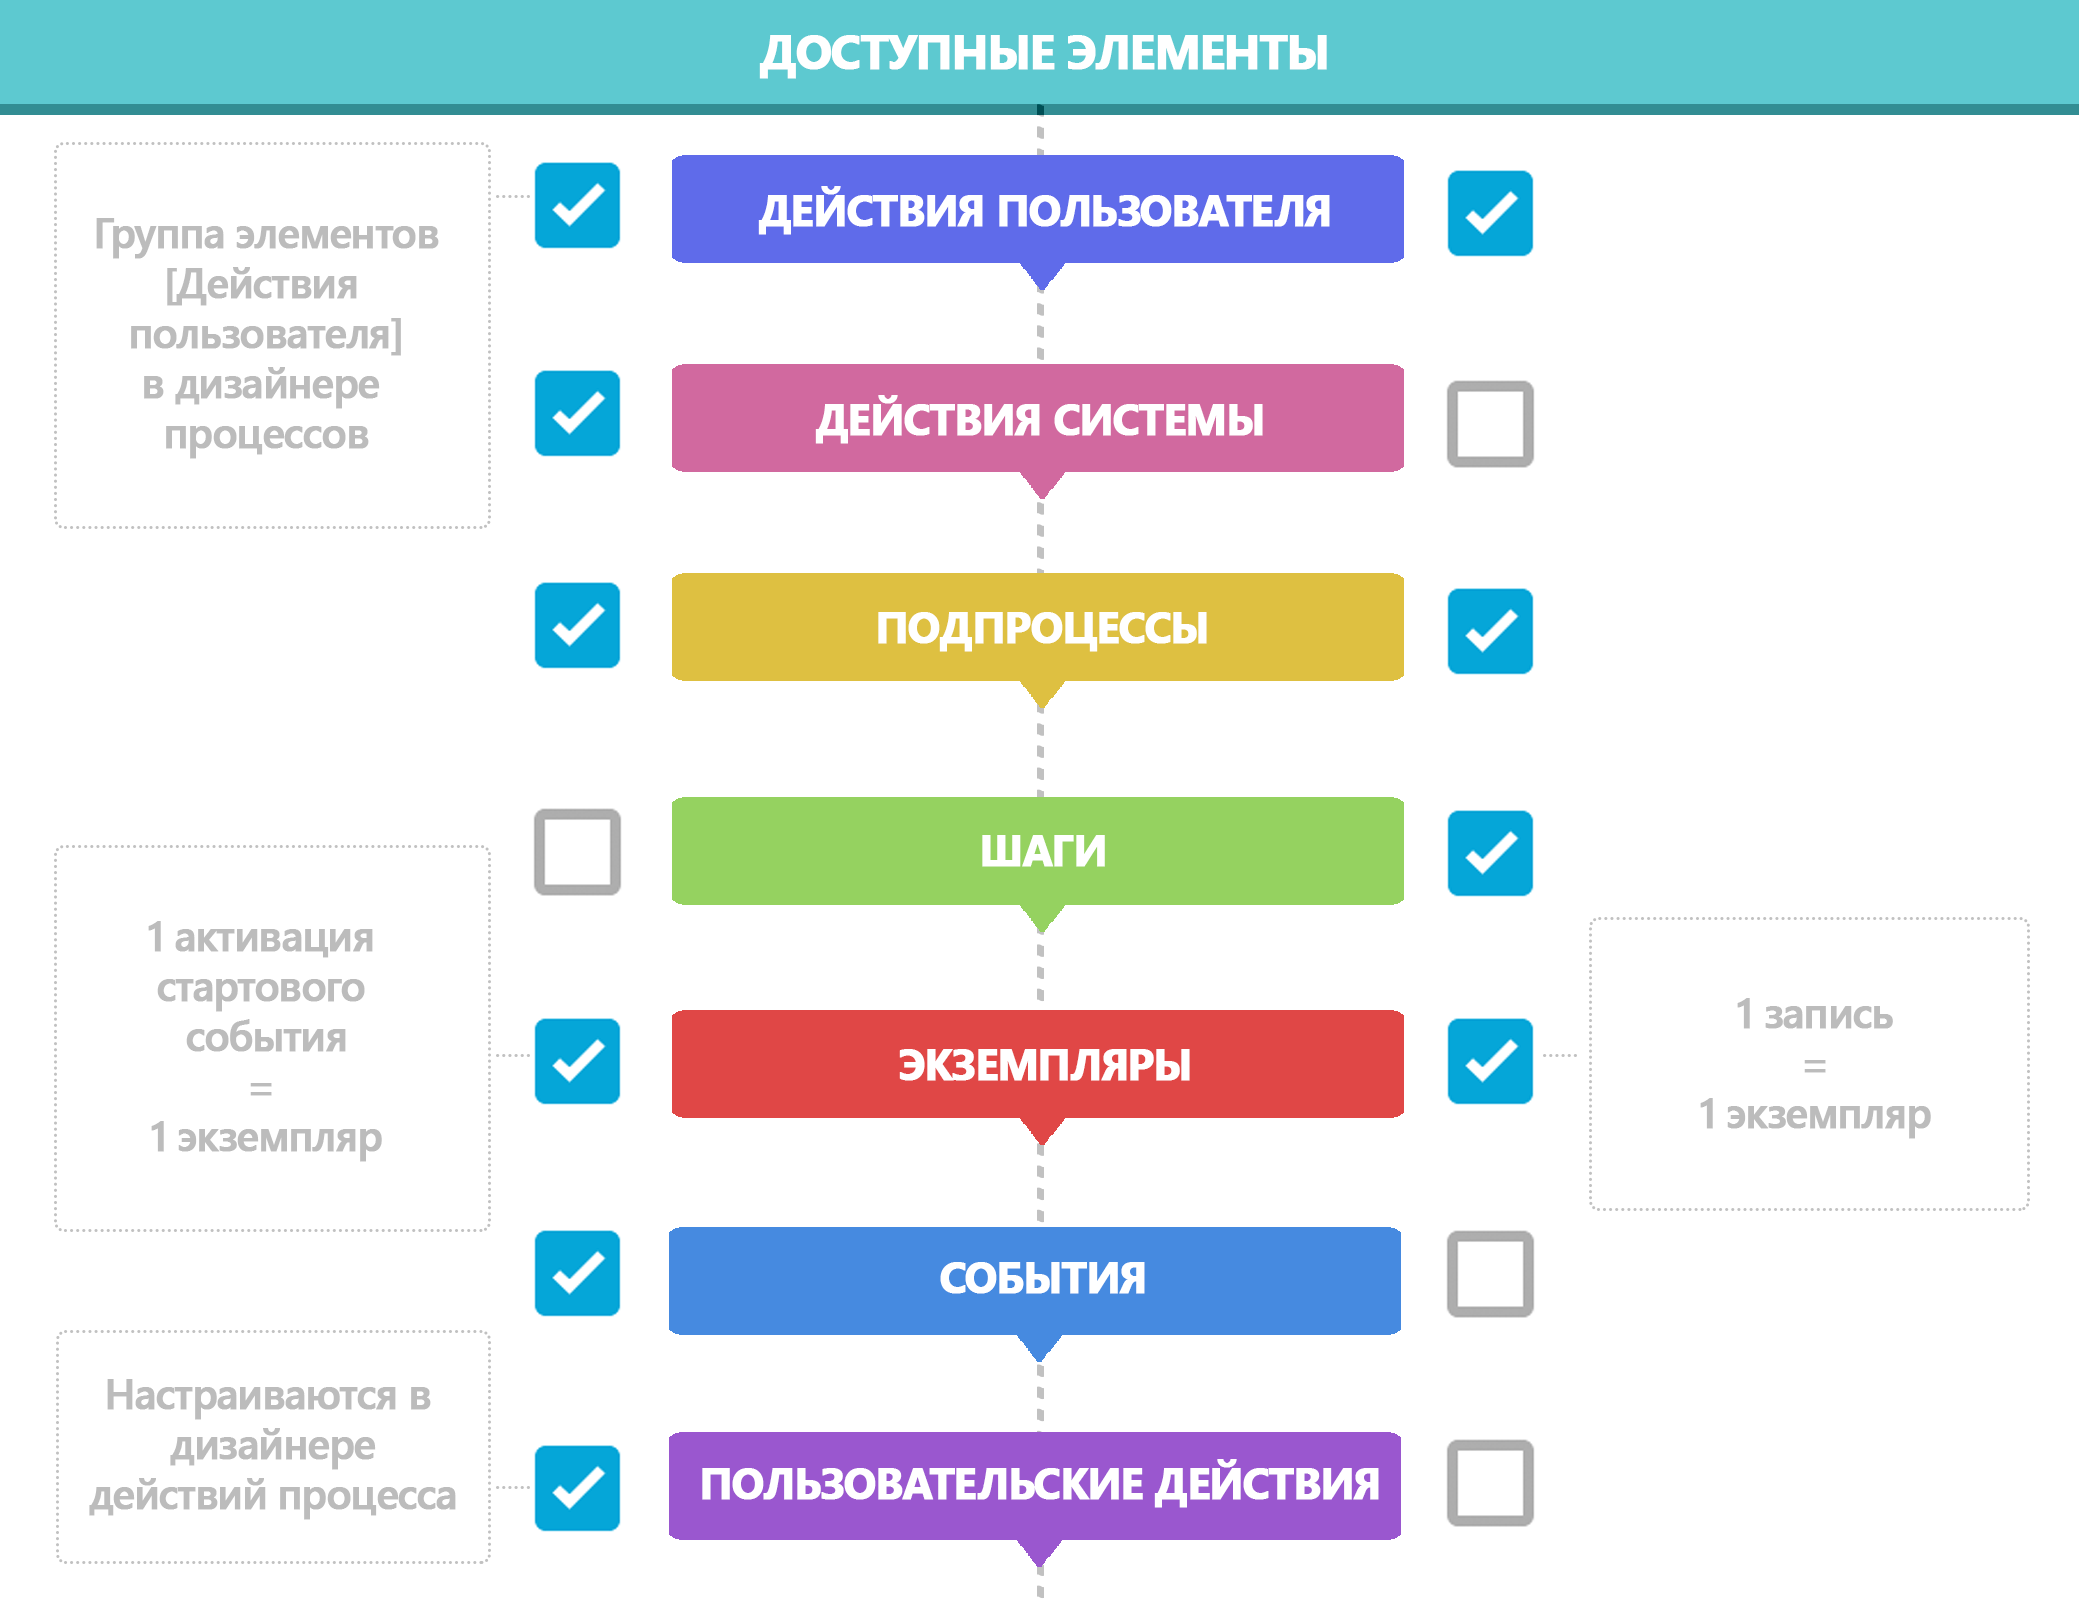 ДОСТУПНЫЕ ЭЛЕМЕНТЫ
Группа элементов
[Действия
пользователя]
в дизайнере
процессов
ДЕЙСТВИЯ ПОЛЬЗОВАТЕЛЯ
ДЕЙСТВИЯ СИСТЕМЫ
ПОДПРОЦЕССЫ
ШАГИ
1 активация
стартового
события
=
1 экземпляр
ЭКЗЕМПЛЯРЫ
1 запись
=
1 экземпляр
СОБЫТИЯ
Настраиваются в
дизайнере
действий процесса
ПОЛЬЗОВАТЕЛЬСКИЕ ДЕЙСТВИЯ